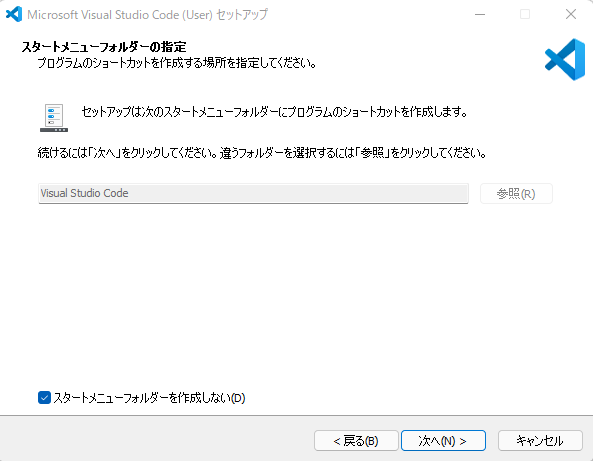 Microsoft Visual Studio Code (User) セットアップ
スタートメニューフォルダーの指定
プログラムのショートカットを作成する場所を指定してください。
セットアップは次のスタートメニューフォルダーにプログラムのショートカットを作成します。
続けるには「次へ」をクリックしてください。違うフォルダーを選択するには「参照」をクリックしてください。
Visual Studio Code 参照(R)
スタートメニューフォルダーを作成しない(D)
< 戻る(B) 次へ(N) > キャンセル